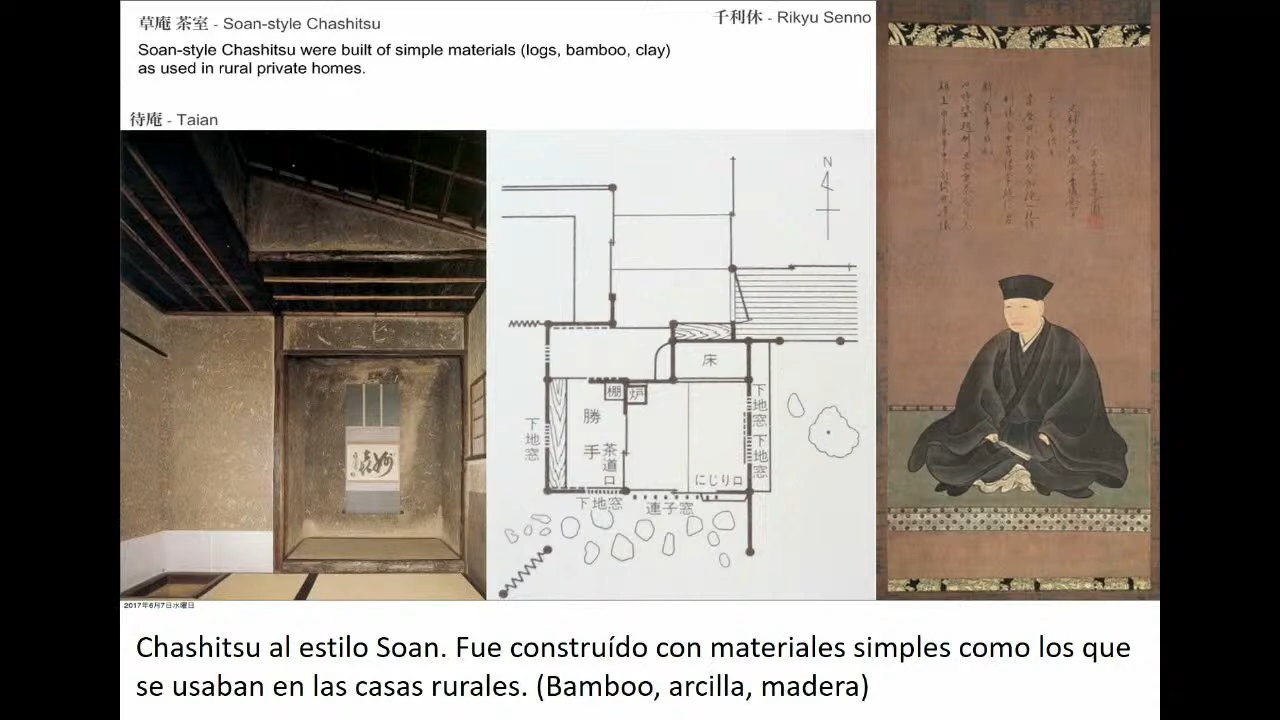 草庵 茶室 - Soan-style Chashitsu
千利休 - Rikyu Senno
Soan-style Chashitsu were built of simple materials (logs, bamboo, clay)
as used in rural private homes.
待庵 - Taian
N
床
棚
炉
勝手
茶道口
にじり口
下地窓
下地窓
下地窓
下地窓
連子窓
2017年6月7日水曜日
Chashitsu al estilo Soan. Fue construído con materiales simples como los que
se usaban en las casas rurales. (Bamboo, arcilla, madera)